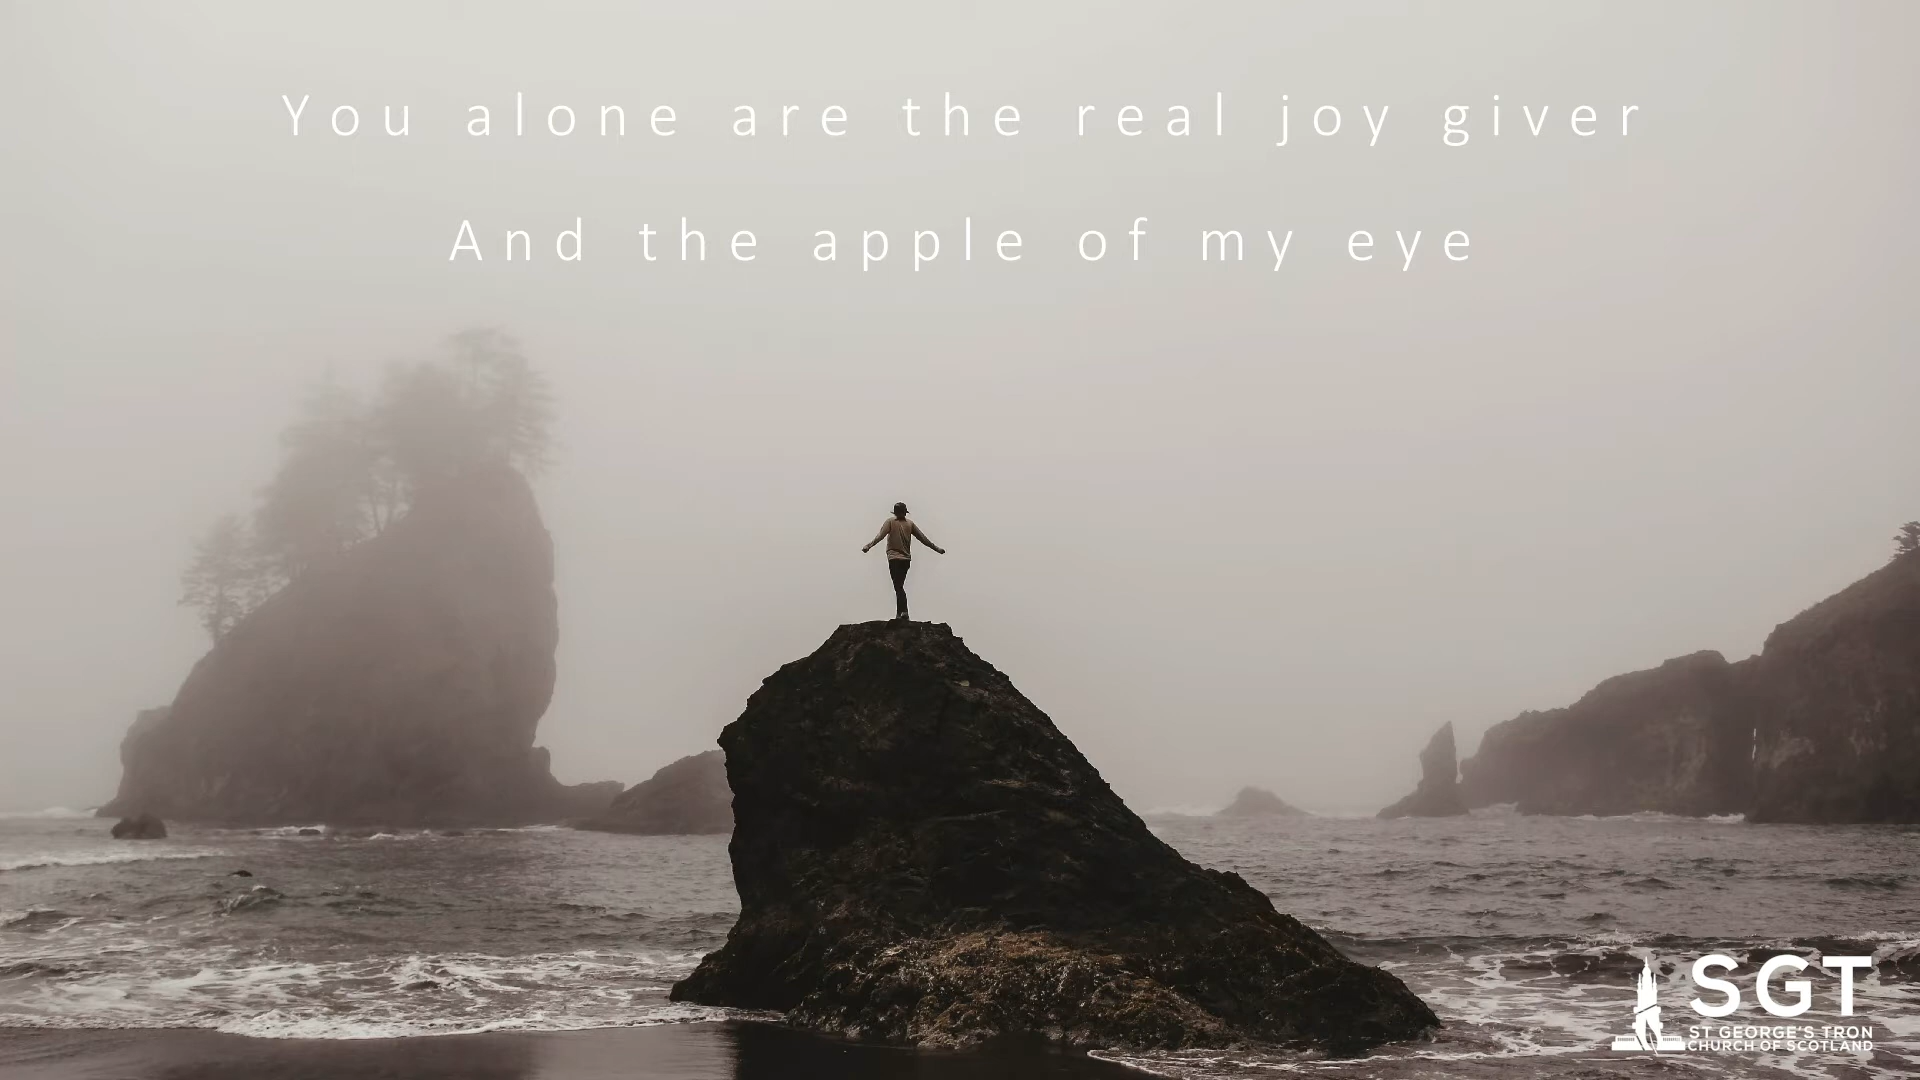 You alone are the real joy giver
And the apple of my eye
SGT
ST GEORGE'S TRON
CHURCH OF SCOTLAND